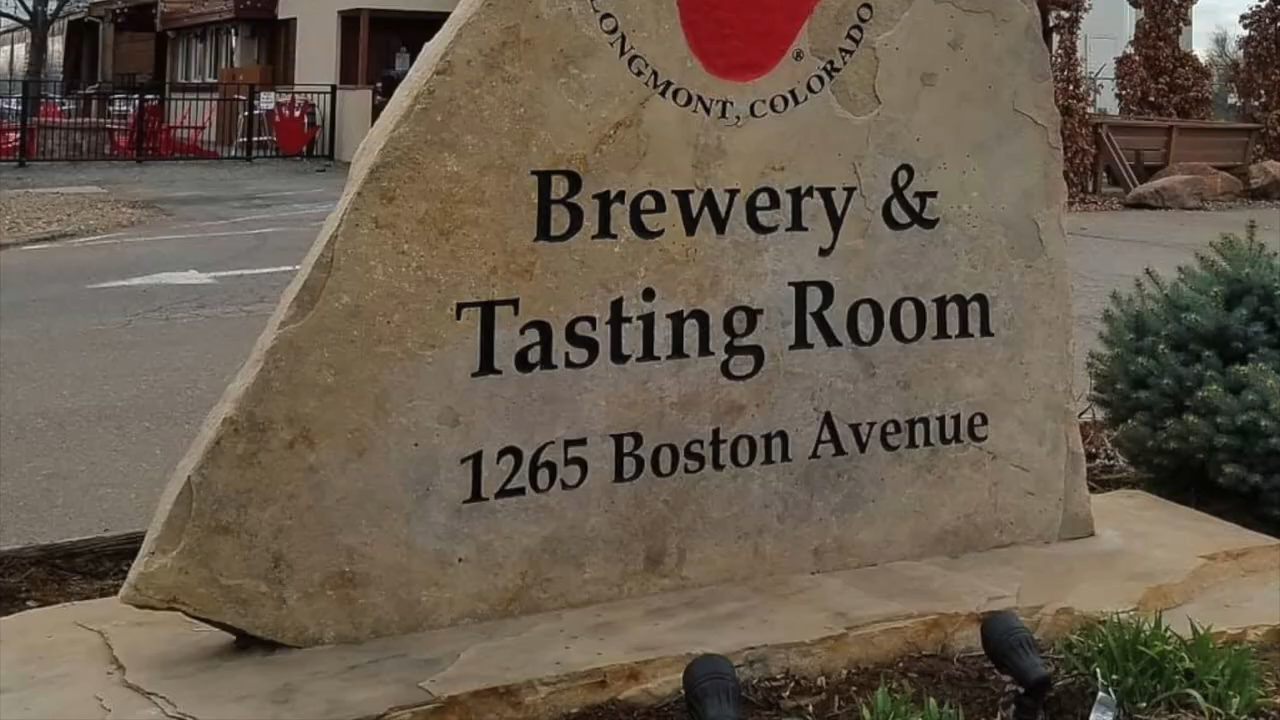 LONGMONT, COLORADO
®
Brewery &
Tasting Room
1265 Boston Avenue